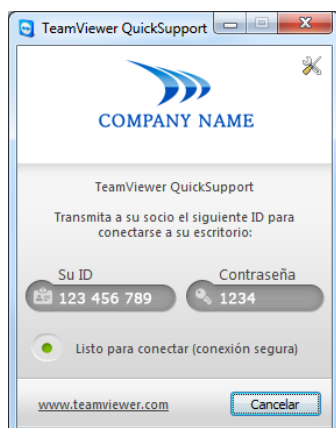 TeamViewer QuickSupport
COMPANY NAME
TeamViewer QuickSupport
Transmita a su socio el siguiente ID para
conectarse a su escritorio:
Su ID
Contraseña
123 456 789
1234
Listo para conectar (conexión segura)
www.teamviewer.com
Cancelar